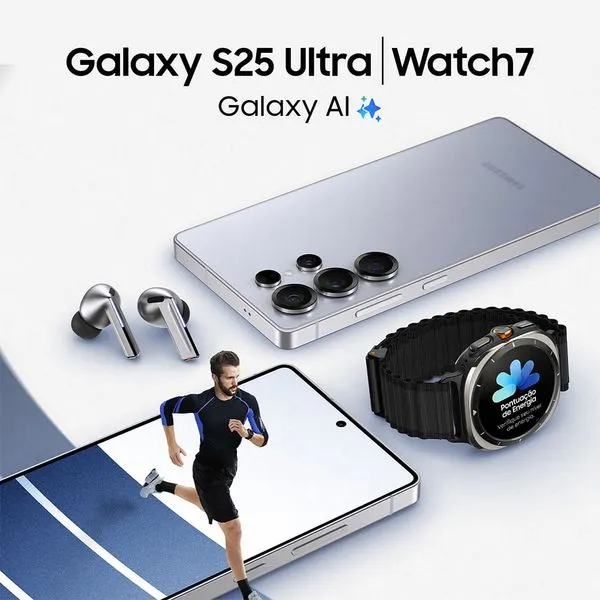 Galaxy S25 Ultra | Watch7
Galaxy AI
SAMSUNG
Pontuação
de Energia
Verifique seu nível
de energia.